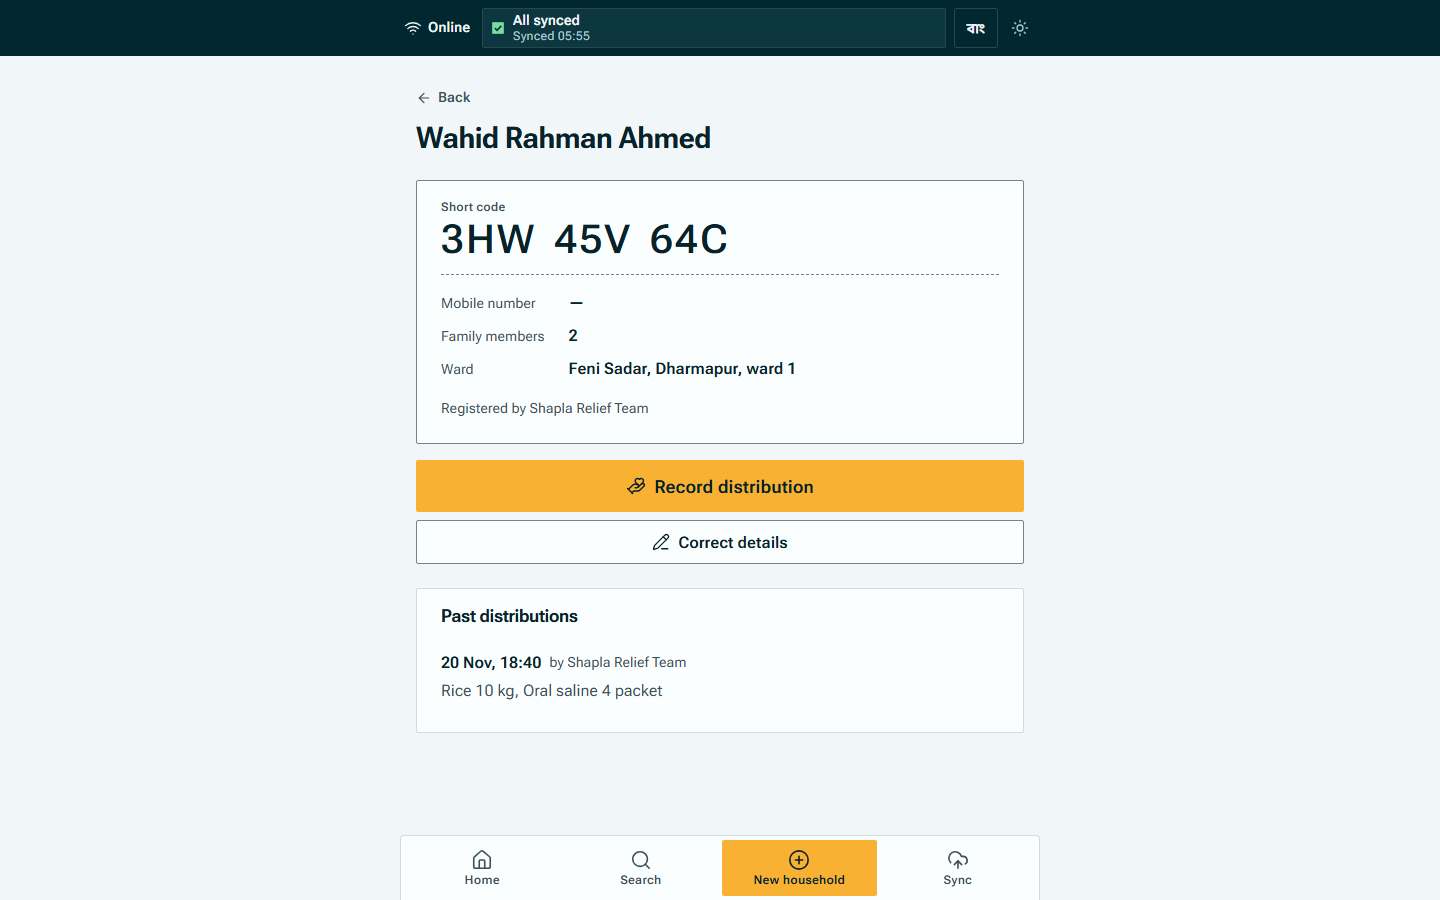 Online
All synced
Synced 05:55
বাং
Back
Wahid Rahman Ahmed
Short code
3HW 45V 64C
Mobile number —
Family members 2
Ward Feni Sadar, Dharmapur, ward 1
Registered by Shapla Relief Team
Record distribution
Correct details
Past distributions
20 Nov, 18:40 by Shapla Relief Team
Rice 10 kg, Oral saline 4 packet
Home
Search
New household
Sync